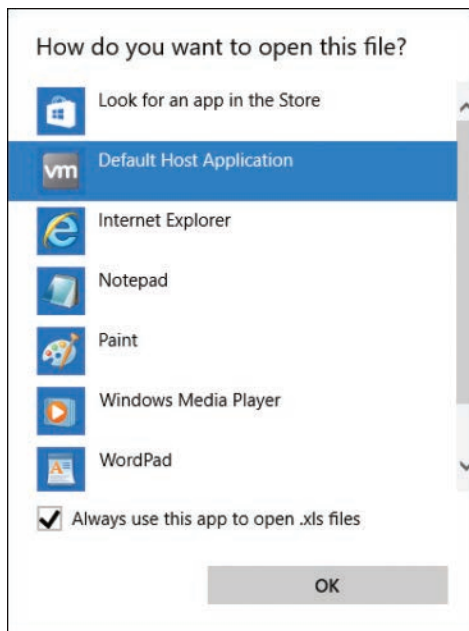 How do you want to open this file?
Look for an app in the Store
vm
Default Host Application
Internet Explorer
Notepad
Paint
Windows Media Player
WordPad
Always use this app to open .xls files
OK